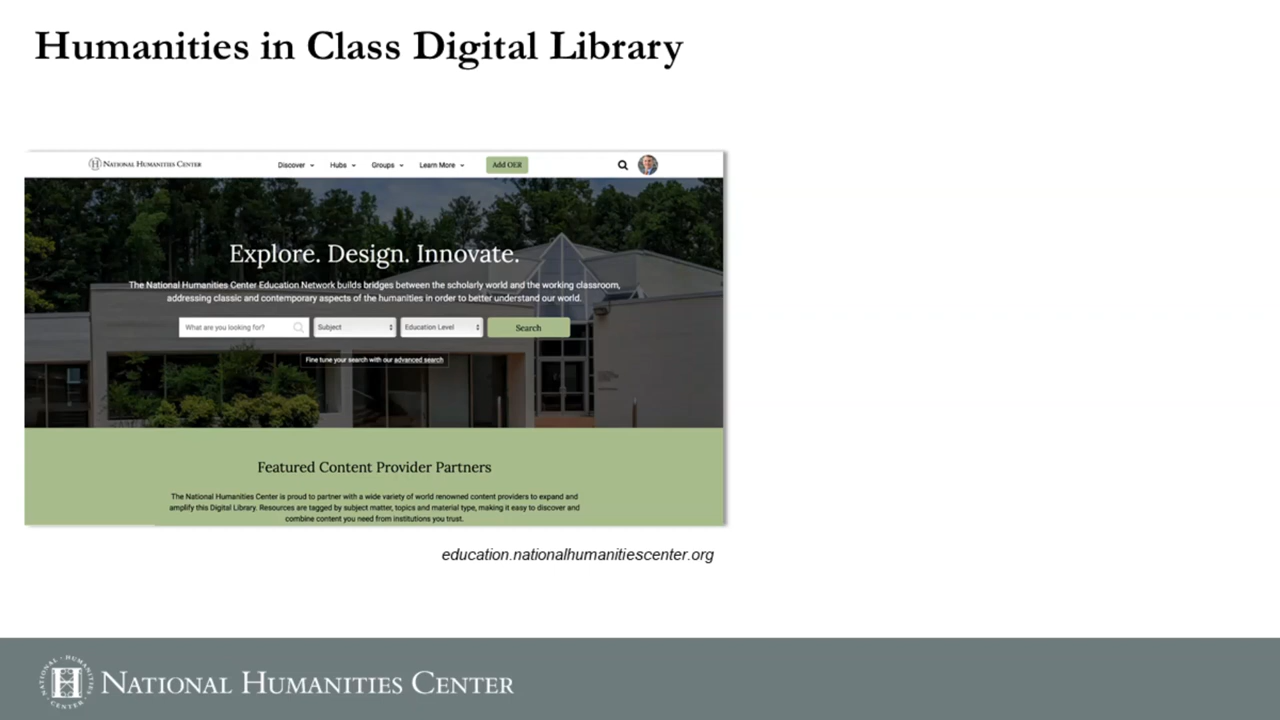 Humanities in Class Digital Library
NATIONAL HUMANITIES CENTER
Discover
Hubs
Groups
Learn More
Add OER
Explore. Design. Innovate.
The National Humanities Center Education Network builds bridges between the scholarly world and the working classroom,
addressing classic and contemporary aspects of the humanities in order to better understand our world.
What are you looking for?
Subject
Education Level
Search
Fine tune your search with our advanced search
Featured Content Provider Partners
The National Humanities Center is proud to partner with a wide variety of world renowned content providers to expand and
amplify this Digital Library. Resources are tagged by subject matter, topics and material type, making it easy to discover and
combine content you need from institutions you trust.
education.nationalhumanitiescenter.org
NATIONAL · HUMANITIES · CENTER
NATIONAL HUMANITIES CENTER